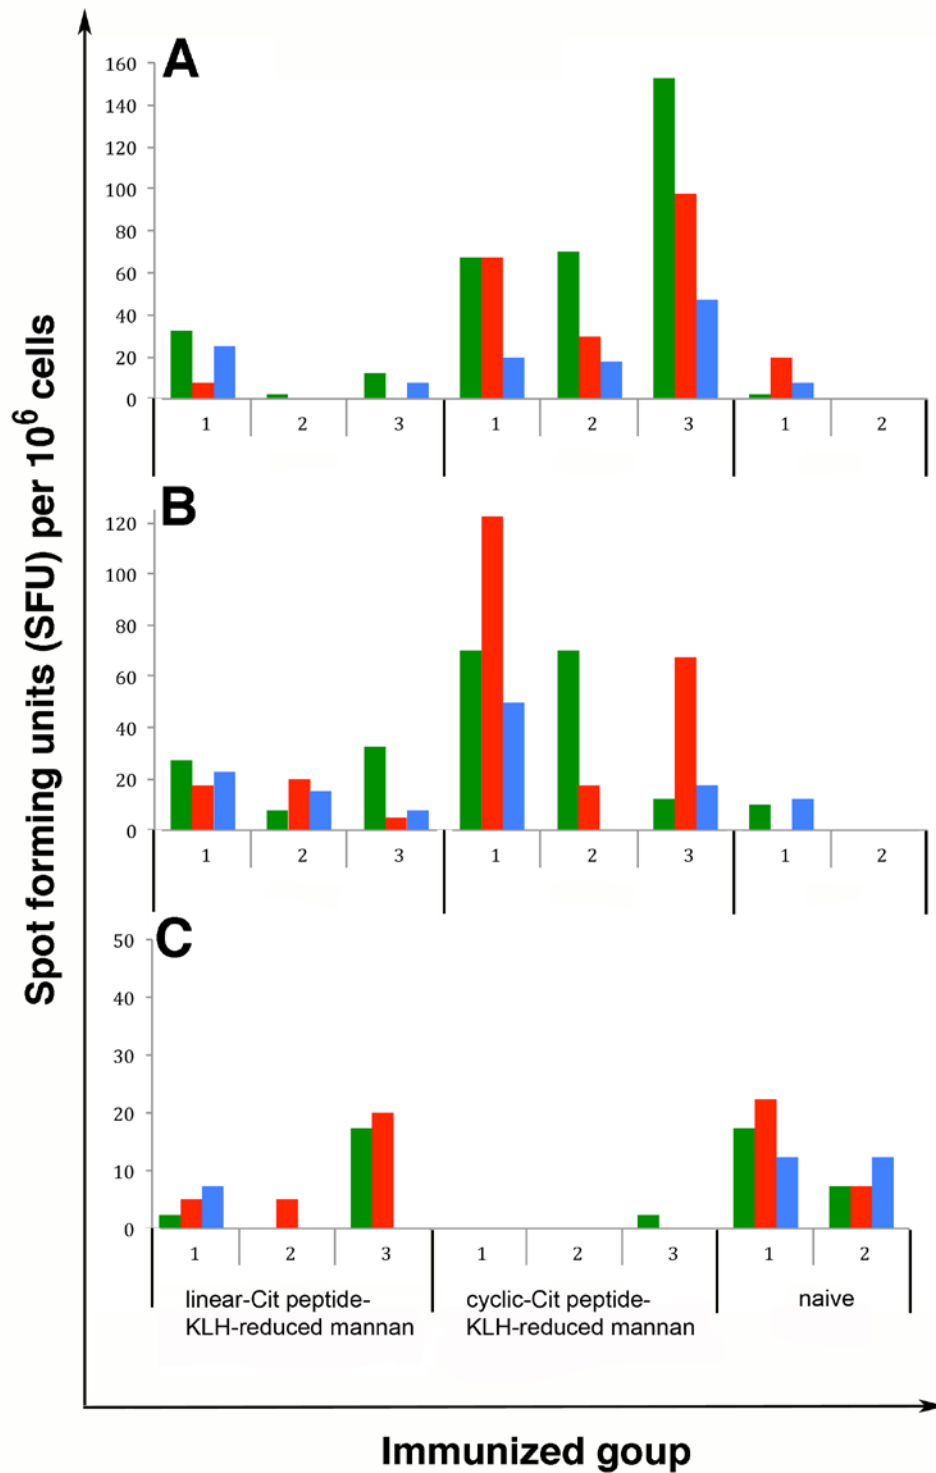 A
160
140
120
100
80
60
40
20
0
1 2 3 1 2 3 1 2
B
120
100
80
60
40
20
0
1 2 3 1 2 3 1 2
C
50
40
30
20
10
0
1 2 3 1 2 3 1 2
linear-Cit peptide-
KLH-reduced mannan
cyclic-Cit peptide-
KLH-reduced mannan
naive
Spot forming units (SFU) per 10⁶ cells
Immunized goup